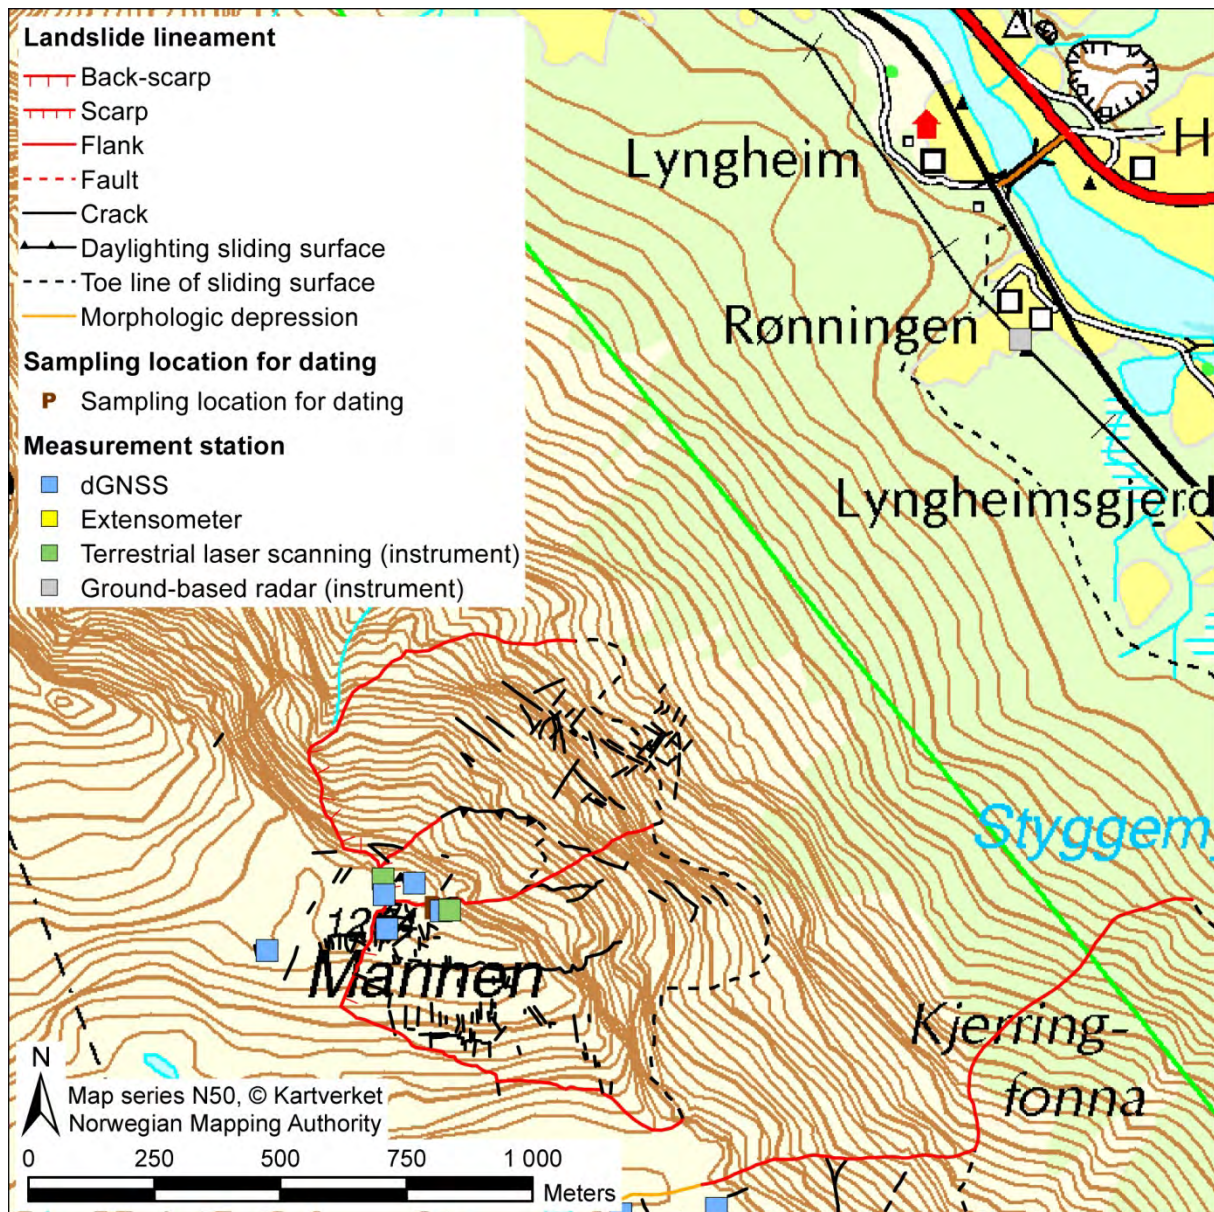 Landslide lineament
Back-scarp
Scarp
Flank
Fault
Crack
Daylighting sliding surface
Toe line of sliding surface
Morphologic depression
Sampling location for dating
P Sampling location for dating
Measurement station
dGNSS
Extensometer
Terrestrial laser scanning (instrument)
Ground-based radar (instrument)
Lyngheim
H
Rønningen
Lyngheimsgjerd
Styggem
Mannen
Kjerring-
fonna
N
Map series N50, © Kartverket
Norwegian Mapping Authority
0 250 500 750 1 000
Meters